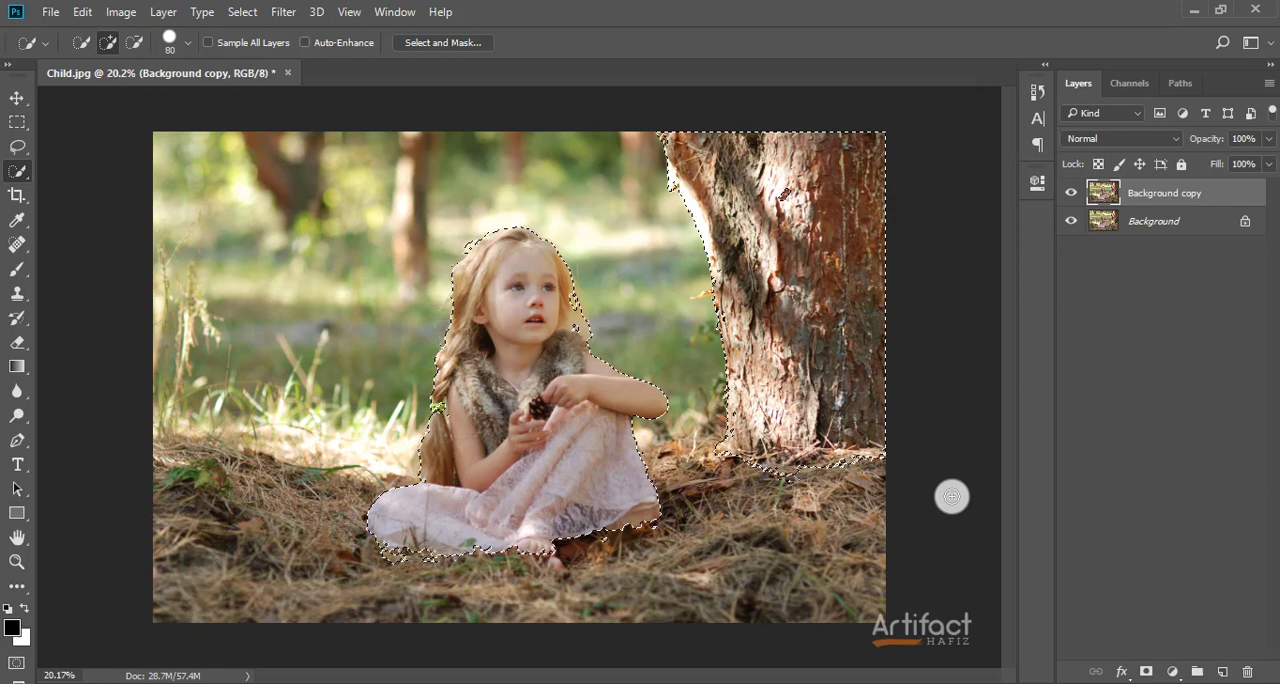 Ps File Edit Image Layer Type Select Filter 3D View Window Help
80 Sample All Layers Auto-Enhance Select and Mask...
Child.jpg @ 20.2% (Background copy, RGB/8) * ×
Layers Channels Paths
Kind
Normal Opacity: 100%
Lock: Fill: 100%
Background copy
Background
Artifact
HAFIZ
20.17% Doc: 28.7M/57.4M